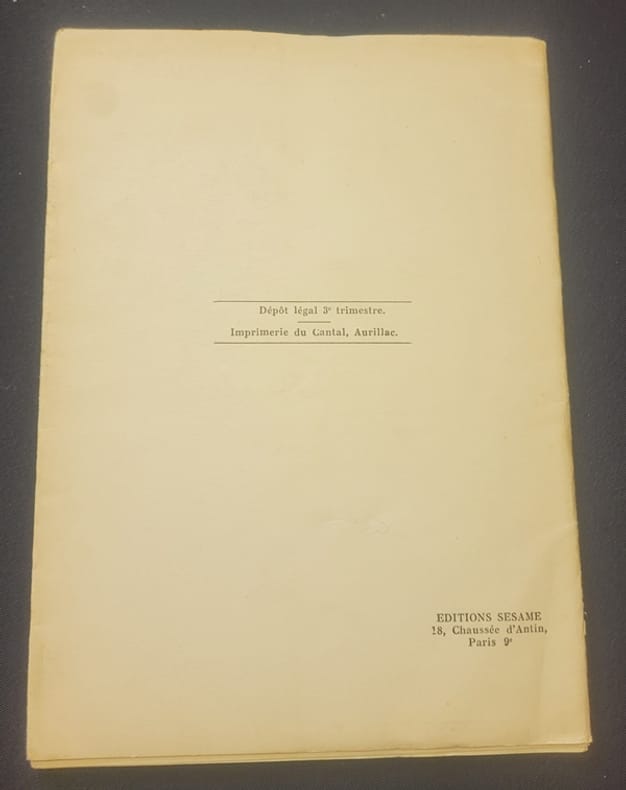 Dépôt légal 3e trimestre.
Imprimerie du Cantal, Aurillac.
EDITIONS SESAME
18, Chaussée d'Antin,
Paris 9e